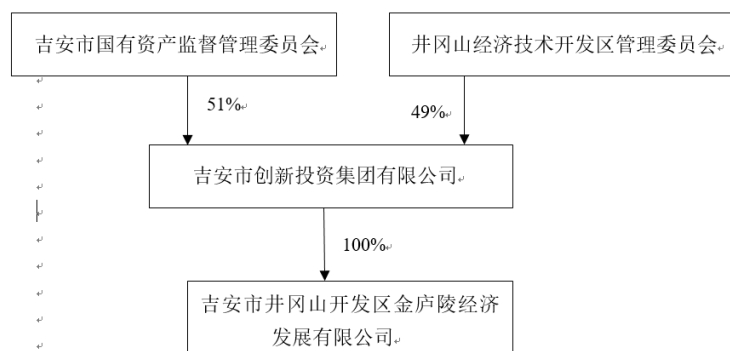 吉安市国有资产监督管理委员会
井冈山经济技术开发区管理委员会
51%
49%
吉安市创新投资集团有限公司
100%
吉安市井冈山开发区金庐陵经济
发展有限公司